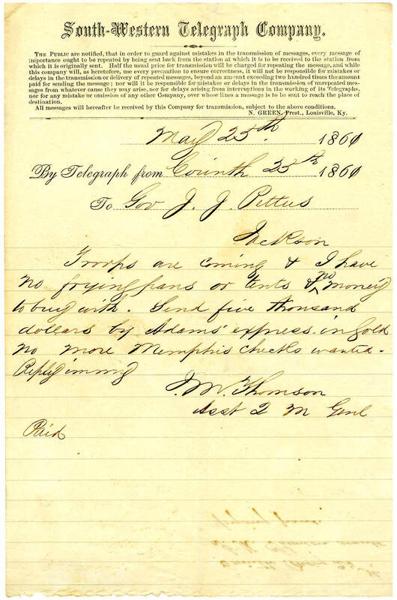 South-Western Telegraph Company.
The Public are notified, that in order to guard against mistakes in the transmission of messages, every message of
importance ought to be repeated by being sent back from the station at which it is to be received to the station from
which it is originally sent. Half the usual price for transmission will be charged for repeating the message, and while
this company will, as heretofore, use every precaution to ensure correctness, it will not be responsible for mistakes or
delays in the transmission or delivery of repeated messages, beyond an amount exceeding two hundred times the amount
paid for sending the message; nor will it be responsible for mistakes or delays in the transmission of unrepeated mes-
sages from whatever cause they may arise, nor for delays arising from interruptions in the working of its Telegraphs,
nor for any mistake or omission of any other Company, over whose lines a message is to be sent to reach the place of
destination.
All messages will hereafter be received by this Company for transmission, subject to the above conditions.
N. GREEN, Prest., Louisville, Ky.
May 25th 1861
By Telegraph from Corinth 25th 1861
To Gov J. J. Pettus
Jackson
Troops are coming & I have
no frying pans or tents & no money
to buy with. Send five thousand
dollars by Adams express in gold
no more Memphis checks wanted.
Reply immdy
J. M. Thomson
Asst Q M Genl
Paid